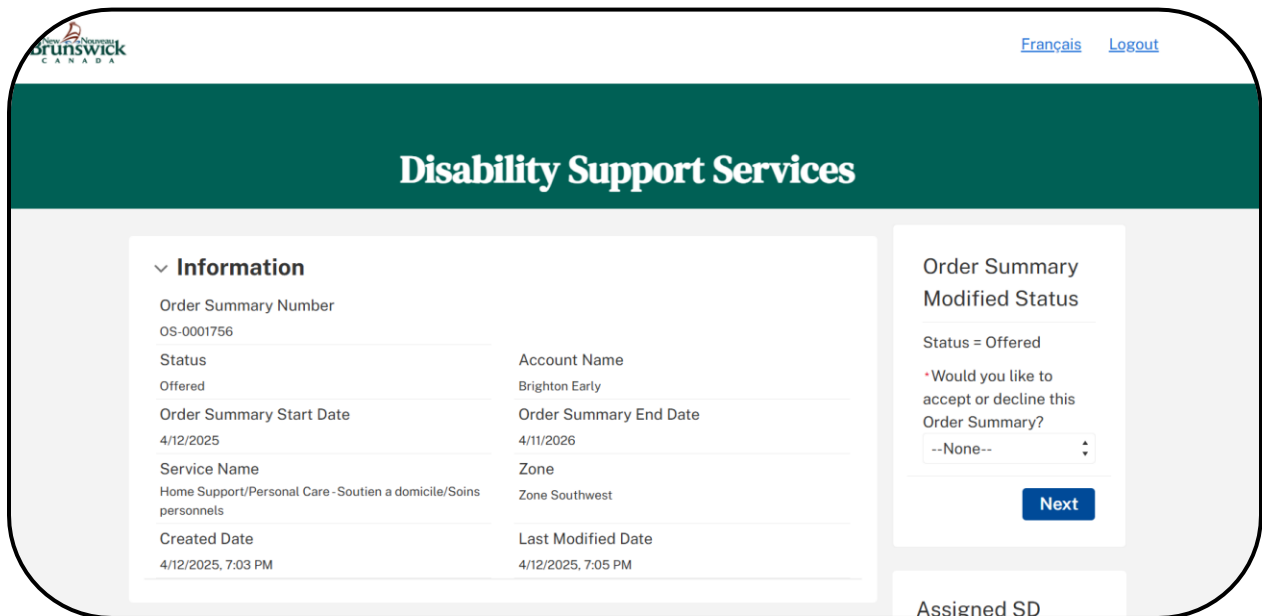 New Nouveau
Brunswick
CANADA
Français Logout
Disability Support Services
Information
Order Summary Number
OS-0001756
Status
Offered
Account Name
Brighton Early
Order Summary Start Date
4/12/2025
Order Summary End Date
4/11/2026
Service Name
Home Support/Personal Care - Soutien a domicile/Soins
personnels
Zone
Zone Southwest
Created Date
4/12/2025, 7:03 PM
Last Modified Date
4/12/2025, 7:05 PM
Order Summary
Modified Status
Status = Offered
*Would you like to
accept or decline this
Order Summary?
--None--
Next
Assigned SD